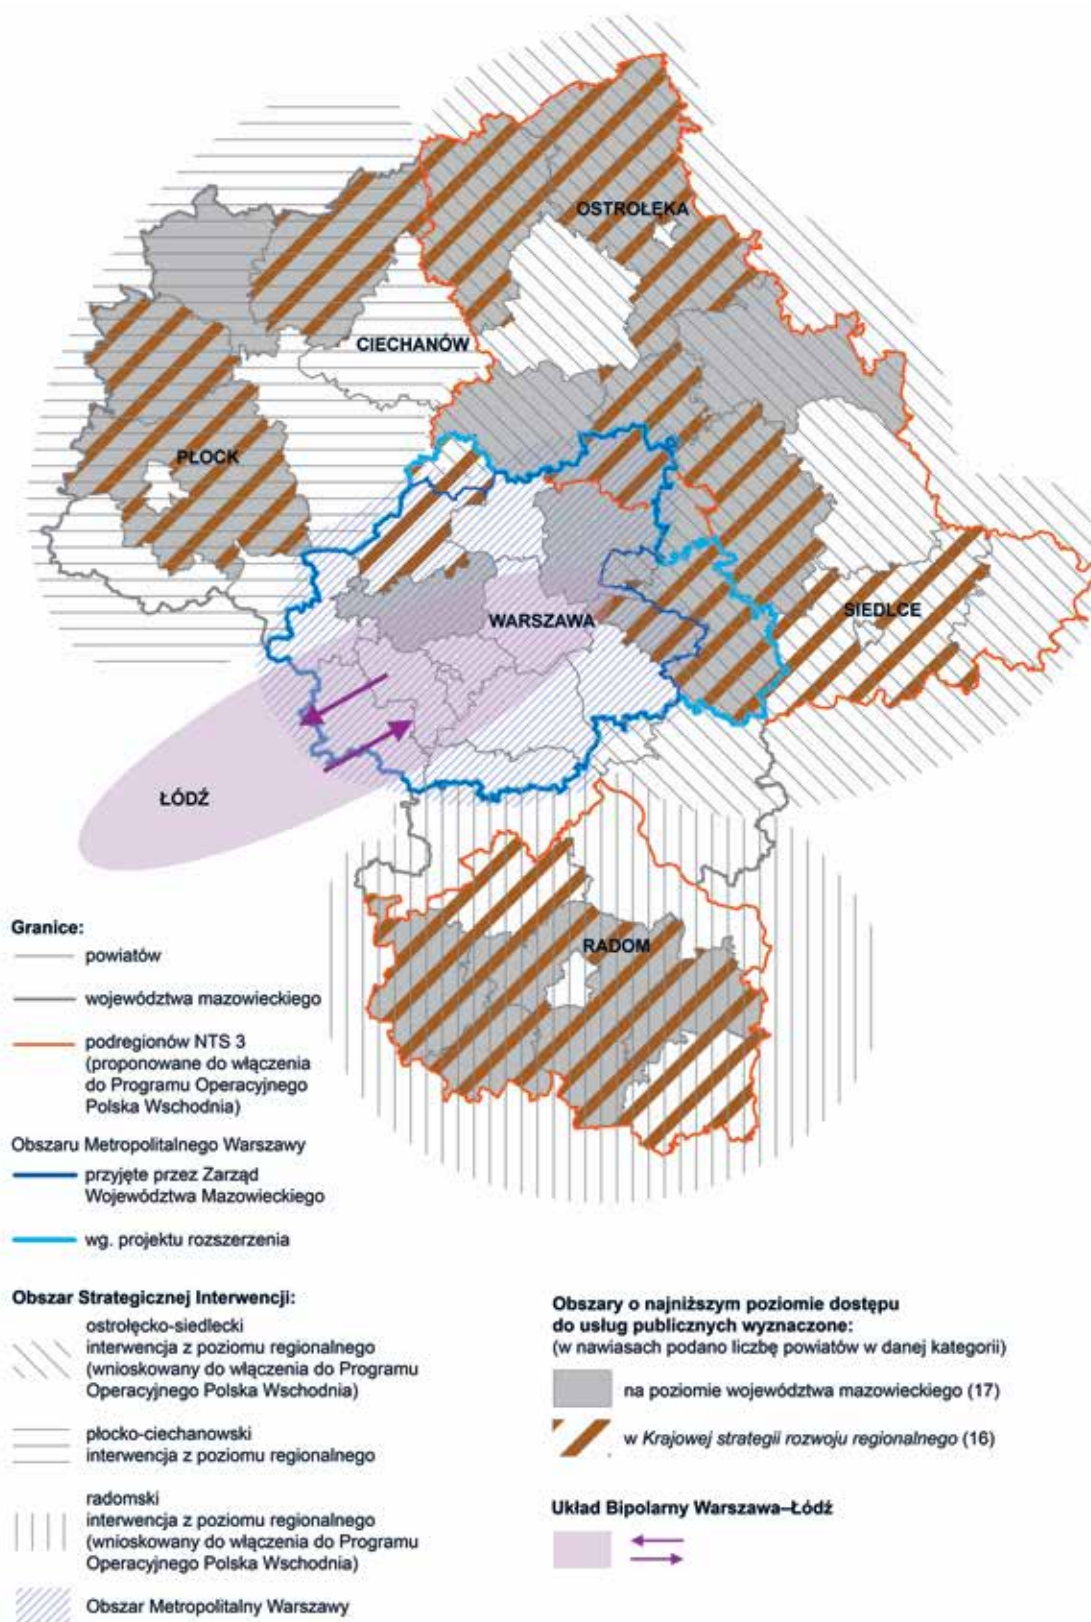 OSTROŁĘKA
CIECHANÓW
PŁOCK
WARSZAWA
SIEDLCE
ŁÓDŹ
RADOM
Granice:
powiatów
województwa mazowieckiego
podregionów NTS 3
(proponowane do włączenia
do Programu Operacyjnego
Polska Wschodnia)
Obszaru Metropolitalnego Warszawy
przyjęte przez Zarząd
Województwa Mazowieckiego
wg. projektu rozszerzenia
Obszar Strategicznej Interwencji:
ostrołęcko-siedlecki
interwencja z poziomu regionalnego
(wnioskowany do włączenia do Programu
Operacyjnego Polska Wschodnia)
płocko-ciechanowski
interwencja z poziomu regionalnego
radomski
interwencja z poziomu regionalnego
(wnioskowany do włączenia do Programu
Operacyjnego Polska Wschodnia)
Obszar Metropolitalny Warszawy
Obszary o najniższym poziomie dostępu
do usług publicznych wyznaczone:
(w nawiasach podano liczbę powiatów w danej kategorii)
na poziomie województwa mazowieckiego (17)
w Krajowej strategii rozwoju regionalnego (16)
Układ Bipolarny Warszawa–Łódź